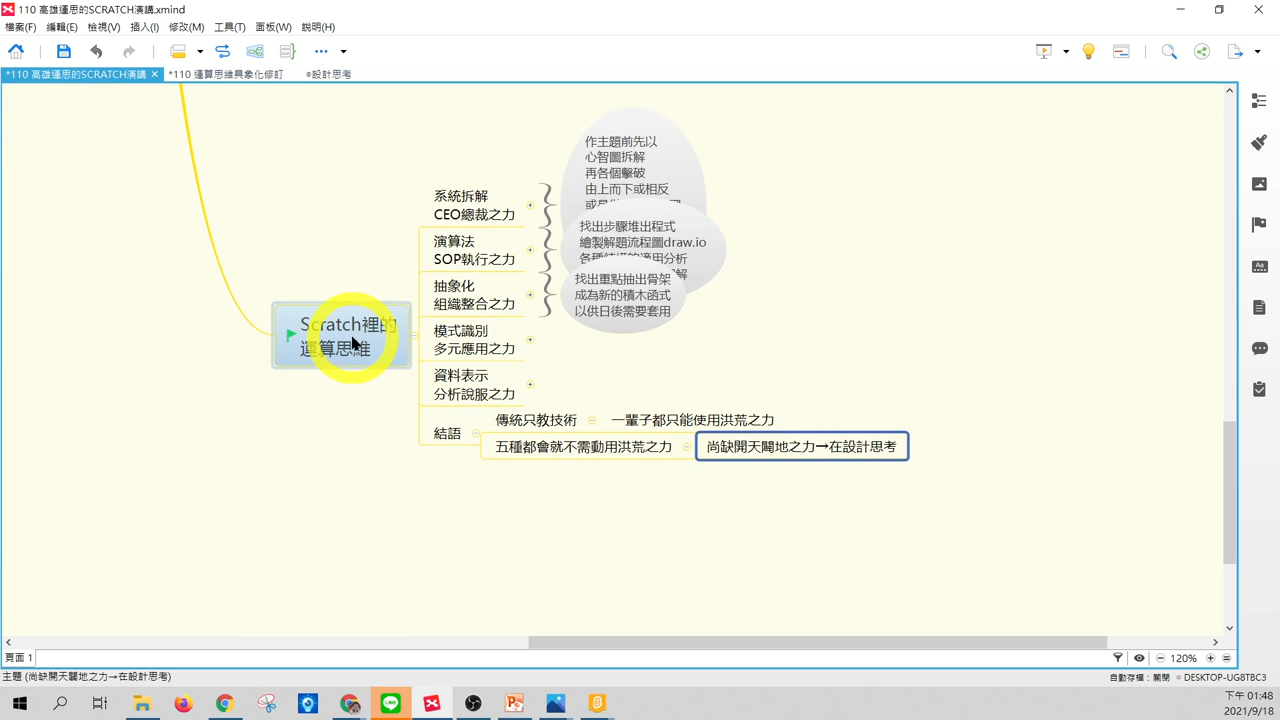 110 高雄運思的SCRATCH演講.xmind
檔案(F) 編輯(E) 檢視(V) 插入(I) 修改(M) 工具(T) 面板(W) 說明(H)
*110 高雄運思的SCRATCH演講 *110 運算思維具象化修訂 設計思考
作主題前先以
心智圖拆解
再各個擊破
由上而下或相反
系統拆解
CEO總裁之力
找出步驟堆出程式
繪製解題流程圖draw.io
演算法
SOP執行之力
找出重點抽出骨架
成為新的積木函式
以供日後需要套用
抽象化
組織整合之力
Scratch裡的
運算思維
模式識別
多元應用之力
資料表示
分析說服之力
結語
傳統只教技術
一輩子都只能使用洪荒之力
五種都會就不需動用洪荒之力
尚缺開天闢地之力→在設計思考
頁面 1
120%
主題 (尚缺開天闢地之力→在設計思考)
自動存檔：關閉
DESKTOP-UG8TBC3
下午 01:48
2021/9/18